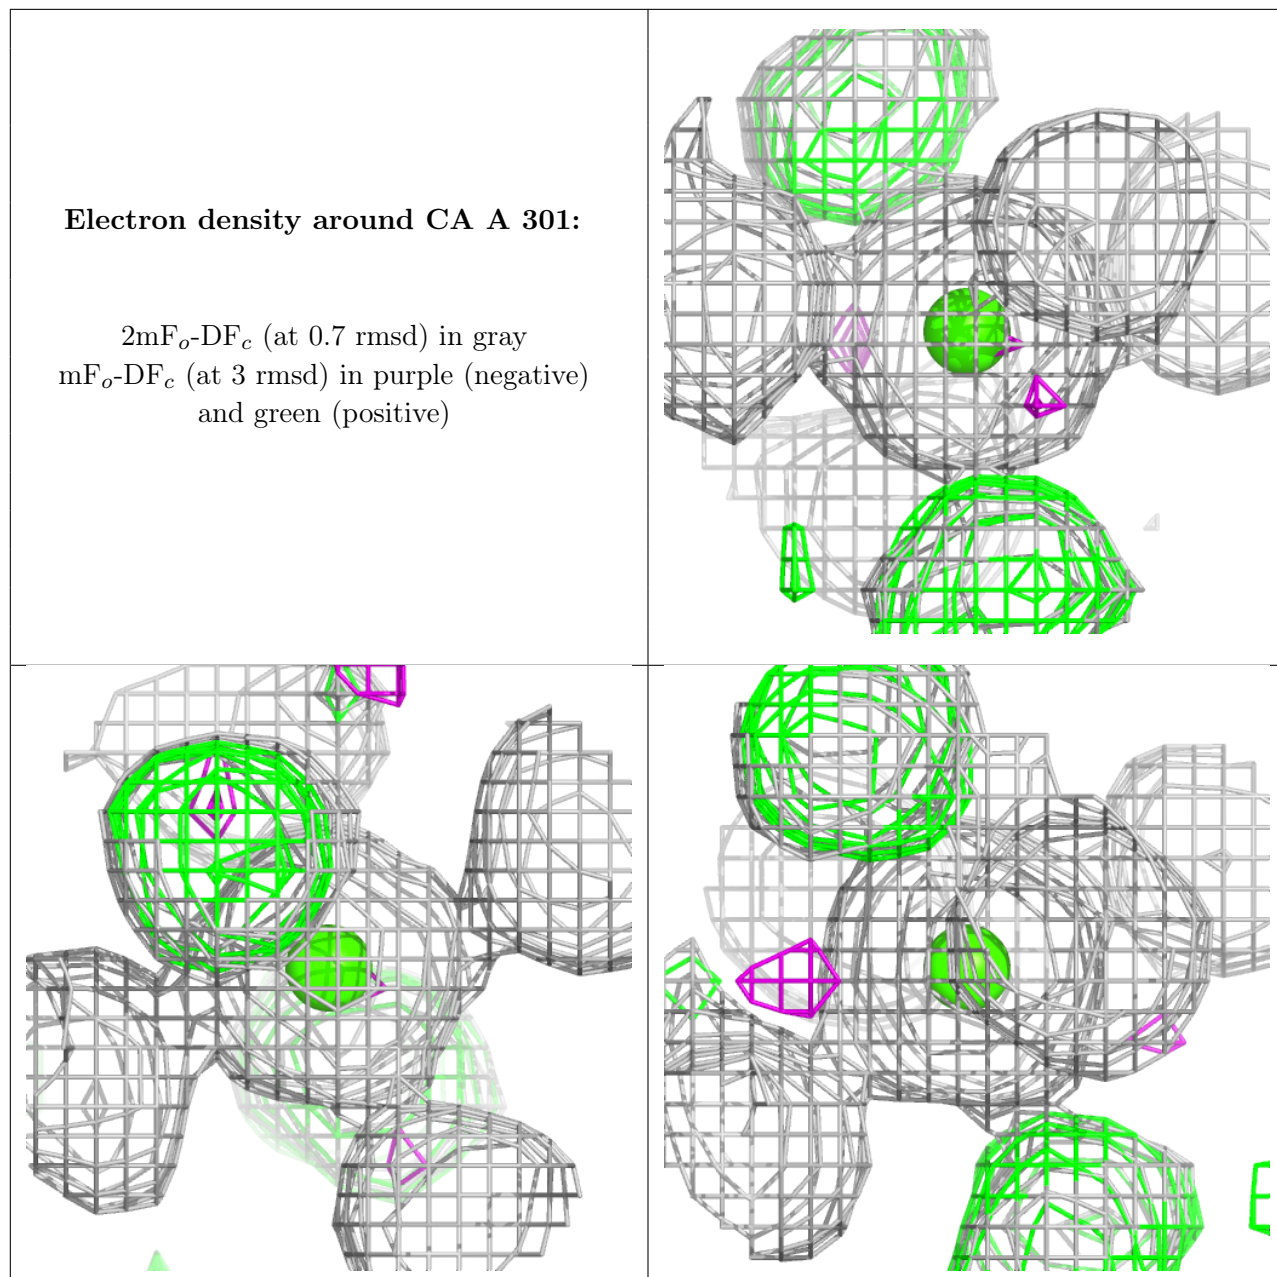 Electron density around CA A 301:
2mFo-DFc (at 0.7 rmsd) in gray
mFo-DFc (at 3 rmsd) in purple (negative)
and green (positive)